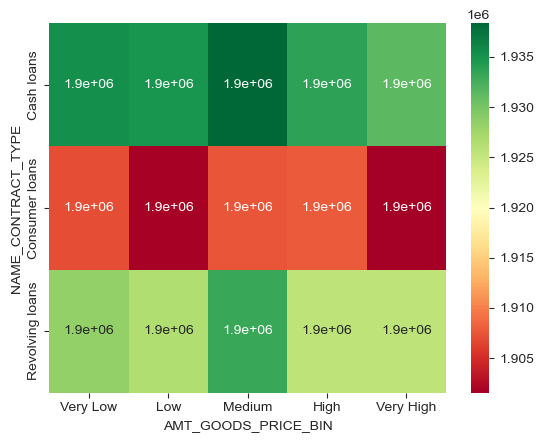 1e6
Cash loans
1.9e+06 1.9e+06 1.9e+06 1.9e+06 1.9e+06
Consumer loans
1.9e+06 1.9e+06 1.9e+06 1.9e+06 1.9e+06
Revolving loans
1.9e+06 1.9e+06 1.9e+06 1.9e+06 1.9e+06
NAME_CONTRACT_TYPE
Very Low Low Medium High Very High
AMT_GOODS_PRICE_BIN
1.935
1.930
1.925
1.920
1.915
1.910
1.905